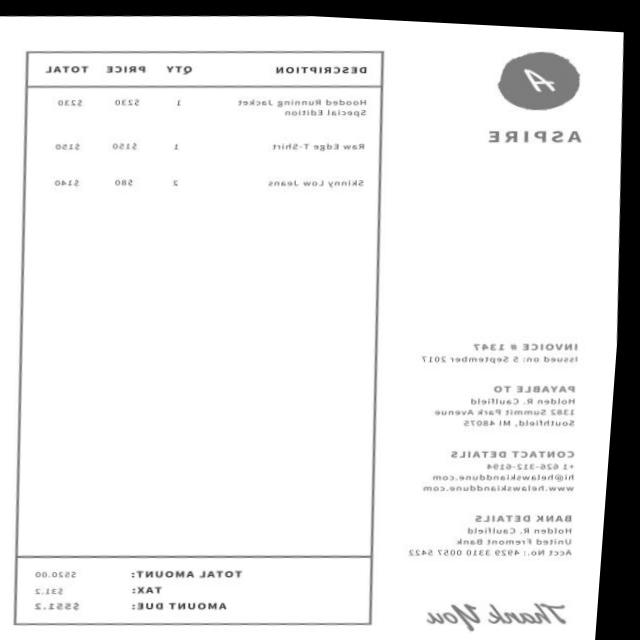 A
ASPIRE
INVOICE # 1347
Issued on: 5 September 2017
PAYABLE TO
Holden R. Caulfield
1382 Summit Park Avenue
Southfield, MI 48075
CONTACT DETAILS
+1 626-312-6194
hi@helawskianddune.com
www.helawskianddune.com
BANK DETAILS
Holden R. Caulfield
United Fremont Bank
Acct No.: 4929 3310 0057 5422
Thank You
DESCRIPTION QTY PRICE TOTAL
Hooded Running Jacket 1 $230 $230
Special Edition
Raw Edge T-Shirt 1 $150 $150
Skinny Low Jeans 2 $80 $140
TOTAL AMOUNT: $520.00
TAX: $31.2
AMOUNT DUE: $551.2